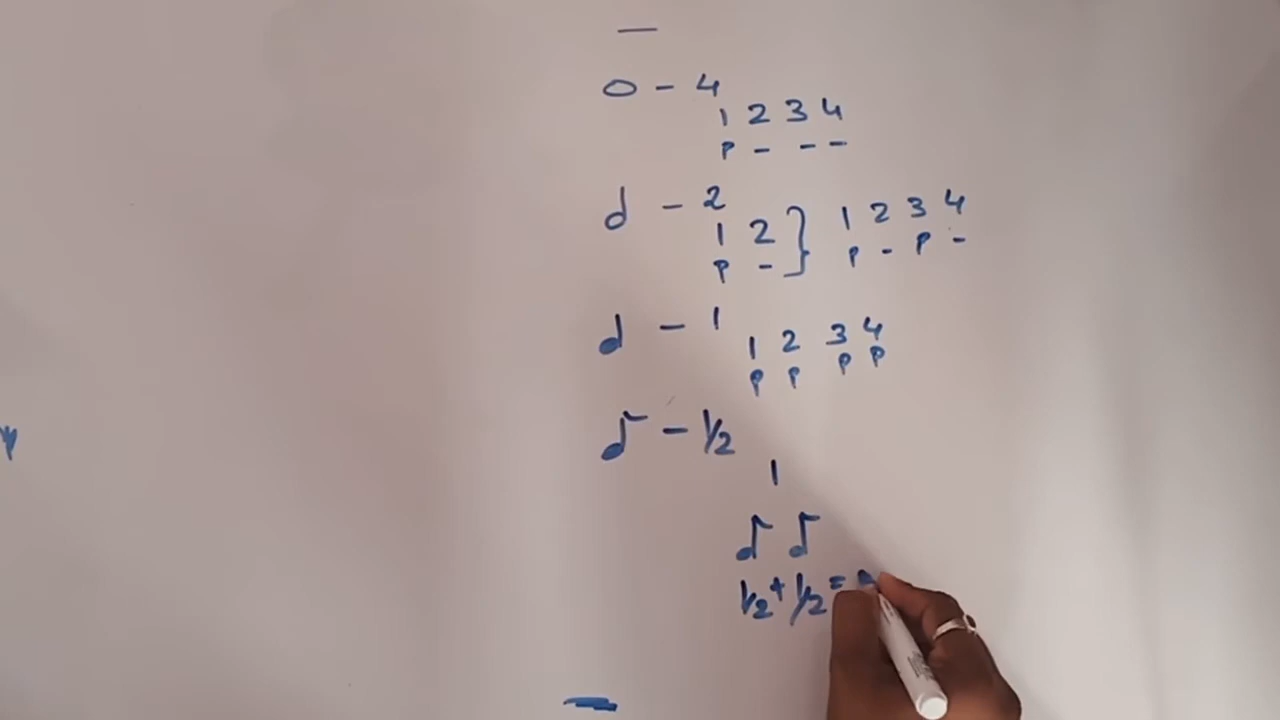 𝅝 - 4
1 2 3 4
P - - -
𝅗𝅥 - 2
1 2 } 1 2 3 4
P - P - P -
♩ - 1
1 2 3 4
P P P P
♪ - 1/2
1
♪ ♪
1/2 + 1/2 =